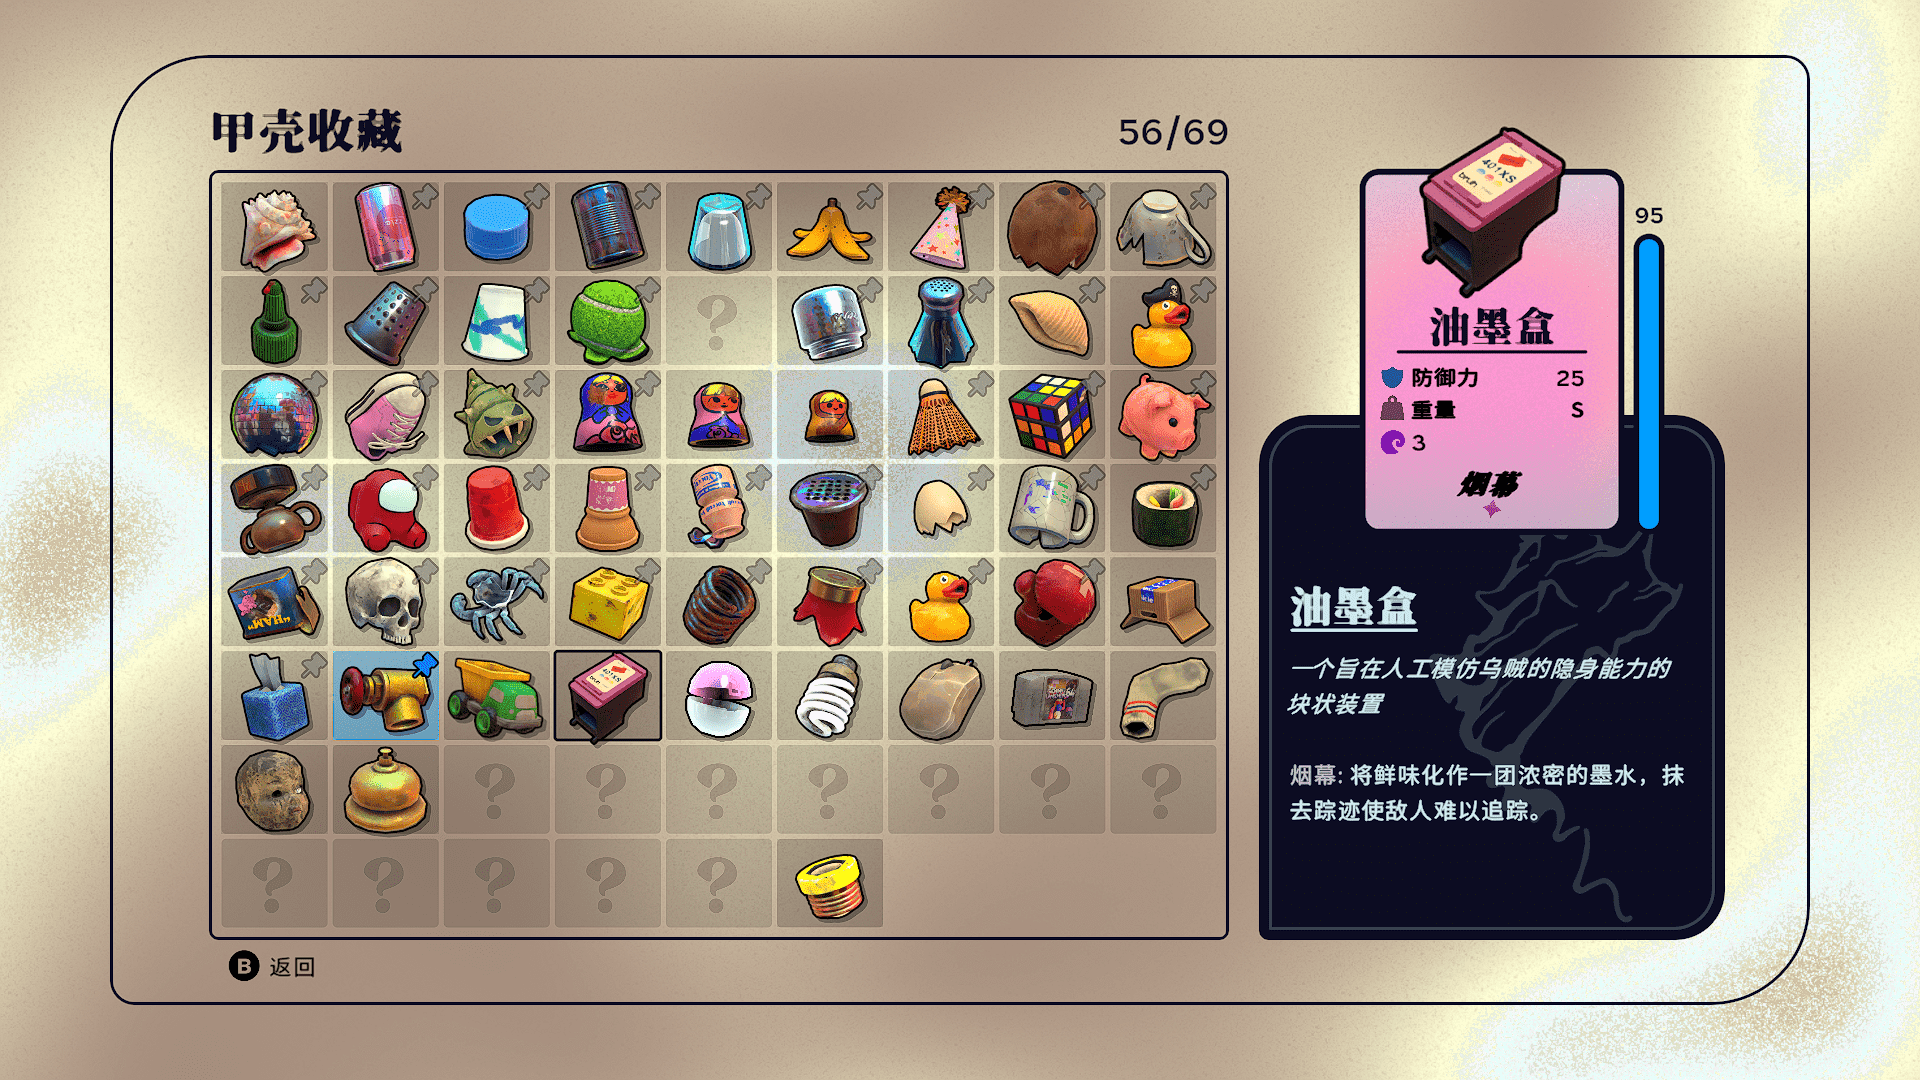 甲壳收藏
56/69
401XS
95
油墨盒
防御力 25
重量 S
3
烟幕
油墨盒
一个旨在人工模仿乌贼的隐身能力的
块状装置
烟幕: 将鲜味化作一团浓密的墨水，抹
去踪迹使敌人难以追踪。
"HAM"
401XS
B 返回